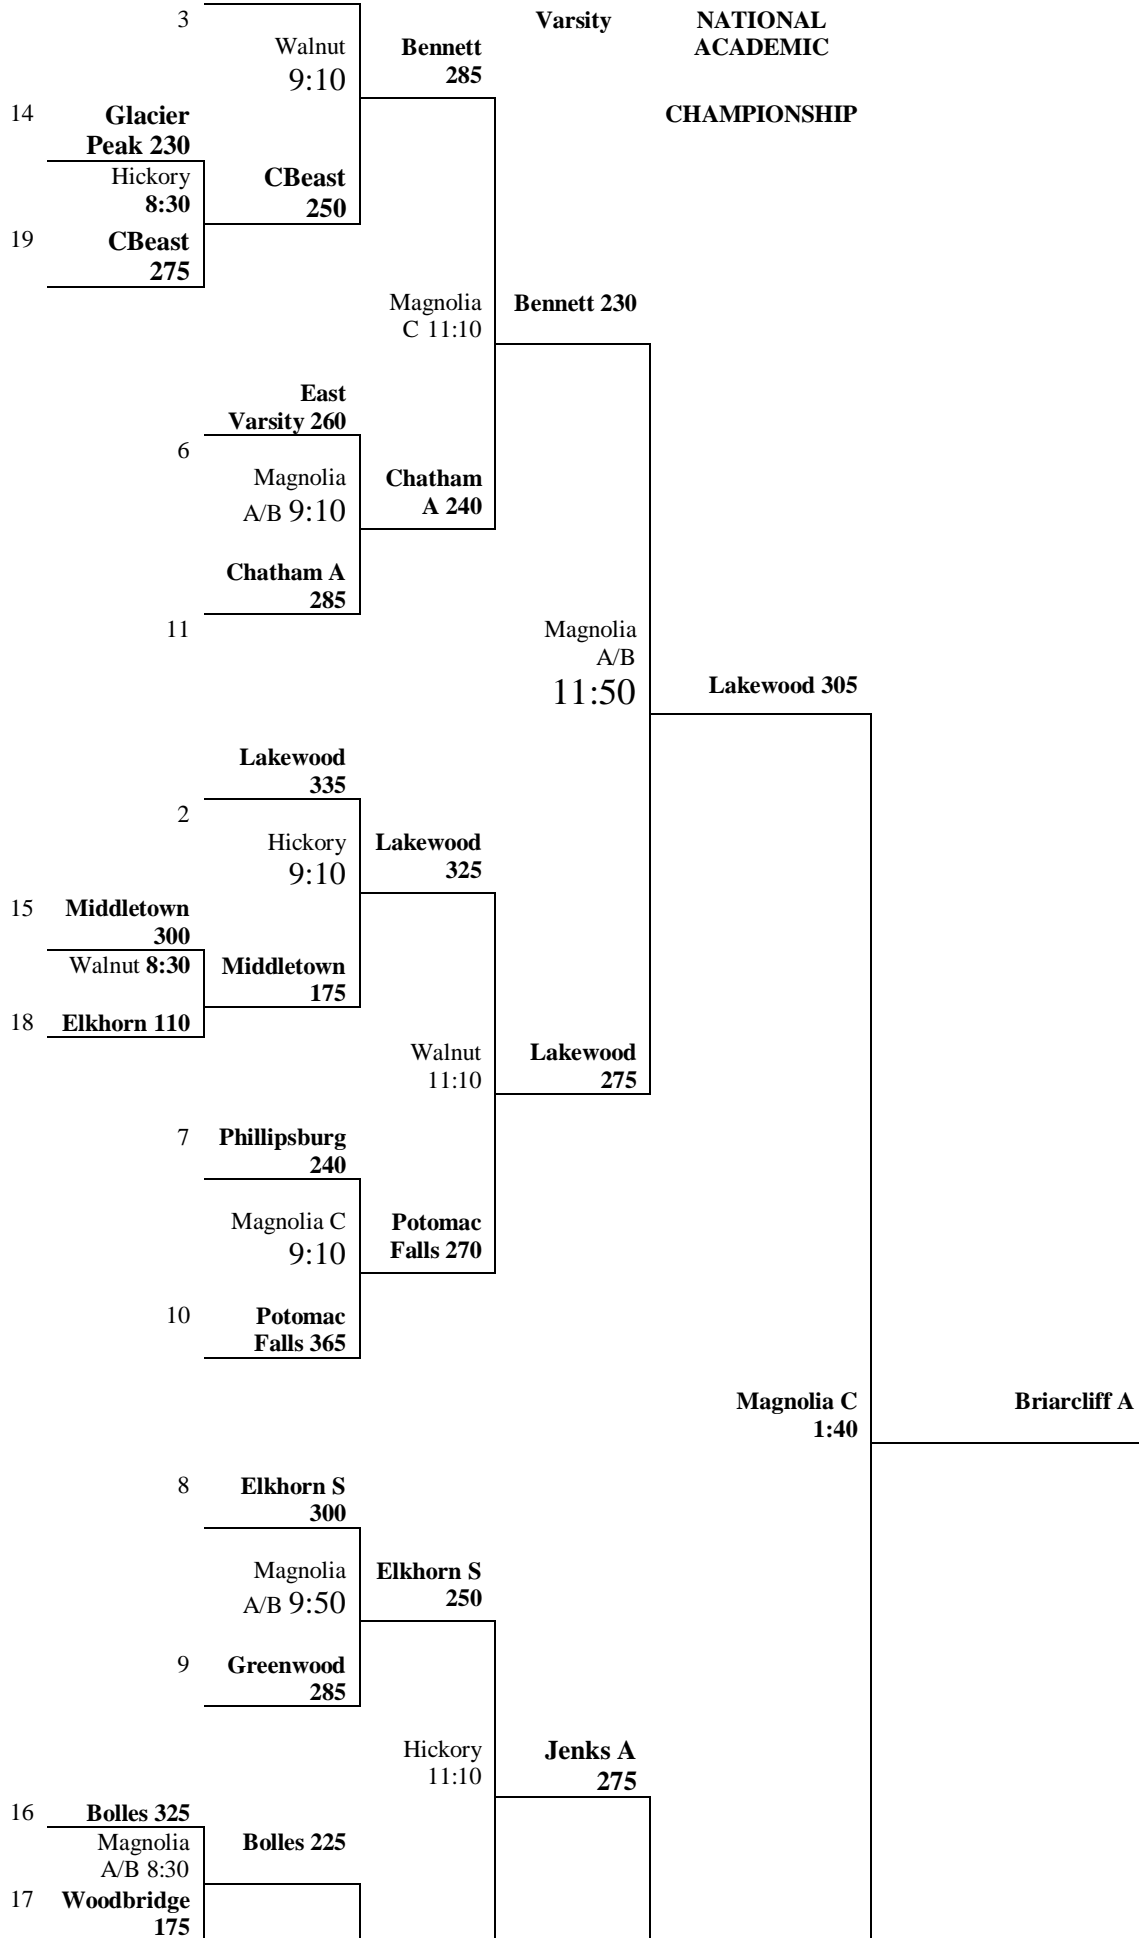 3
Varsity
NATIONAL
ACADEMIC
CHAMPIONSHIP
Walnut
9:10
Bennett
285
14
Glacier
Peak 230
Hickory
8:30
CBeast
250
19
CBeast
275
Magnolia
C 11:10
Bennett 230
East
Varsity 260
6
Magnolia
A/B 9:10
Chatham
A 240
Chatham A
285
11
Magnolia
A/B
11:50
Lakewood 305
Lakewood
335
2
Hickory
9:10
Lakewood
325
15
Middletown
300
Walnut 8:30
Middletown
175
18
Elkhorn 110
Walnut
11:10
Lakewood
275
7
Phillipsburg
240
Magnolia C
9:10
Potomac
Falls 270
10
Potomac
Falls 365
Magnolia C
1:40
Briarcliff A
8
Elkhorn S
300
Magnolia
A/B 9:50
Elkhorn S
250
9
Greenwood
285
Hickory
11:10
Jenks A
275
16
Bolles 325
Magnolia
A/B 8:30
Bolles 225
17
Woodbridge
175